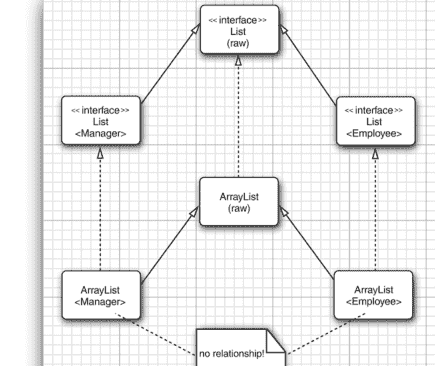 << interface >>
List
(raw)
<< interface >>
List
<Manager>
<< interface >>
List
<Employee>
ArrayList
(raw)
ArrayList
<Manager>
ArrayList
<Employee>
no relationship!